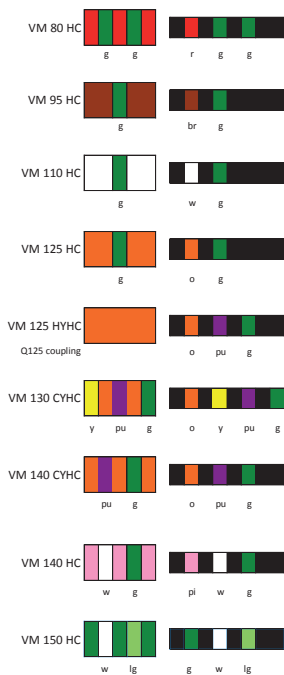 VM 80 HC
g g r g g
VM 95 HC
g br g
VM 110 HC
g w g
VM 125 HC
g o g
VM 125 HYHC
Q125 coupling
o pu g
VM 130 CYHC
y pu g o y pu g
VM 140 CYHC
pu g o pu g
VM 140 HC
w g pi w g
VM 150 HC
w lg g w lg